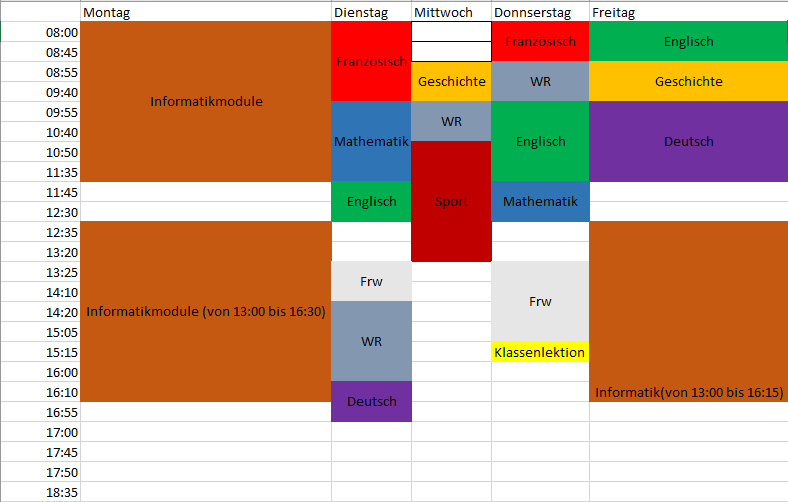 Montag Dienstag Mittwoch Donnserstag Freitag
08:00
Französisch Englisch
08:45
08:55
Französisch Geschichte WR Geschichte
09:40
Informatikmodule
09:55
WR
10:40
Mathematik Englisch Deutsch
10:50
11:35
11:45
Englisch Sport Mathematik
12:30
12:35
13:20
13:25
Frw
14:10
Frw
14:20
Informatikmodule (von 13:00 bis 16:30)
15:05
WR
15:15
Klassenlektion
16:00
16:10
Deutsch Informatik(von 13:00 bis 16:15)
16:55
17:00
17:45
17:50
18:35